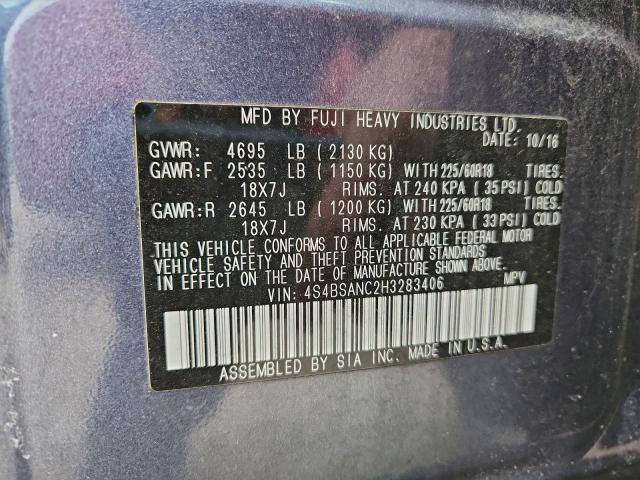 MFD BY FUJI HEAVY INDUSTRIES LTD.
DATE: 10/16
GVWR: 4695 LB ( 2130 KG)
GAWR:F 2535 LB ( 1150 KG) WITH 225/60R18 TIRES.
18X7J RIMS. AT 240 KPA ( 35 PSI) COLD
GAWR:R 2645 LB ( 1200 KG) WITH 225/60R18 TIRES.
18X7J RIMS. AT 230 KPA ( 33 PSI) COLD
THIS VEHICLE CONFORMS TO ALL APPLICABLE FEDERAL MOTOR
VEHICLE SAFETY AND THEFT PREVENTION STANDARDS
IN EFFECT ON THE DATE OF MANUFACTURE SHOWN ABOVE.
VIN: 4S4BSANC2H3283406 MPV
ASSEMBLED BY SIA INC. MADE IN U.S.A.